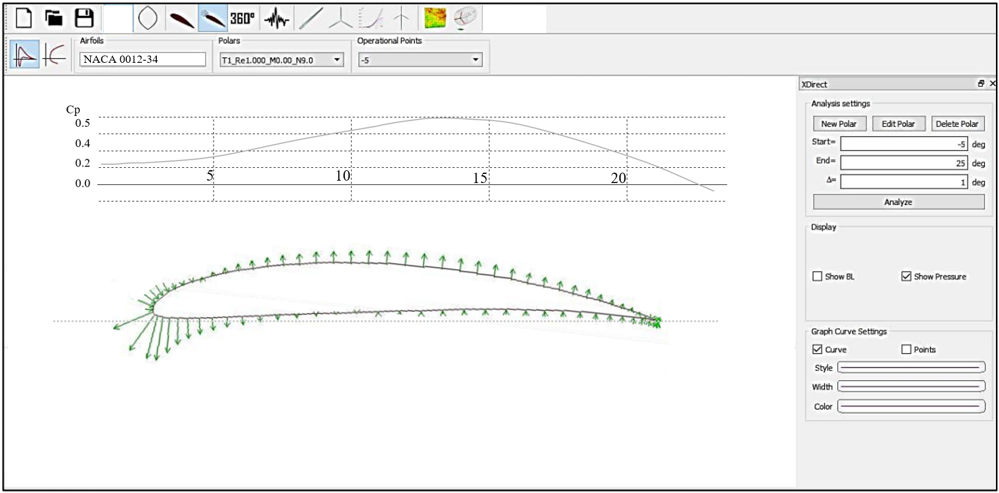 360°
Airfoils
Polars
Operational Points
NACA 0012-34
T1_Re1.000_M0.00_N9.0
-5
XDirect
Cp
0.5
0.4
0.2
0.0
5
10
15
20
Analysis settings
New Polar
Edit Polar
Delete Polar
Start= -5 deg
End= 25 deg
Δ= 1 deg
Analyze
Display
Show BL
Show Pressure
Graph Curve Settings
Curve
Points
Style
Width
Color